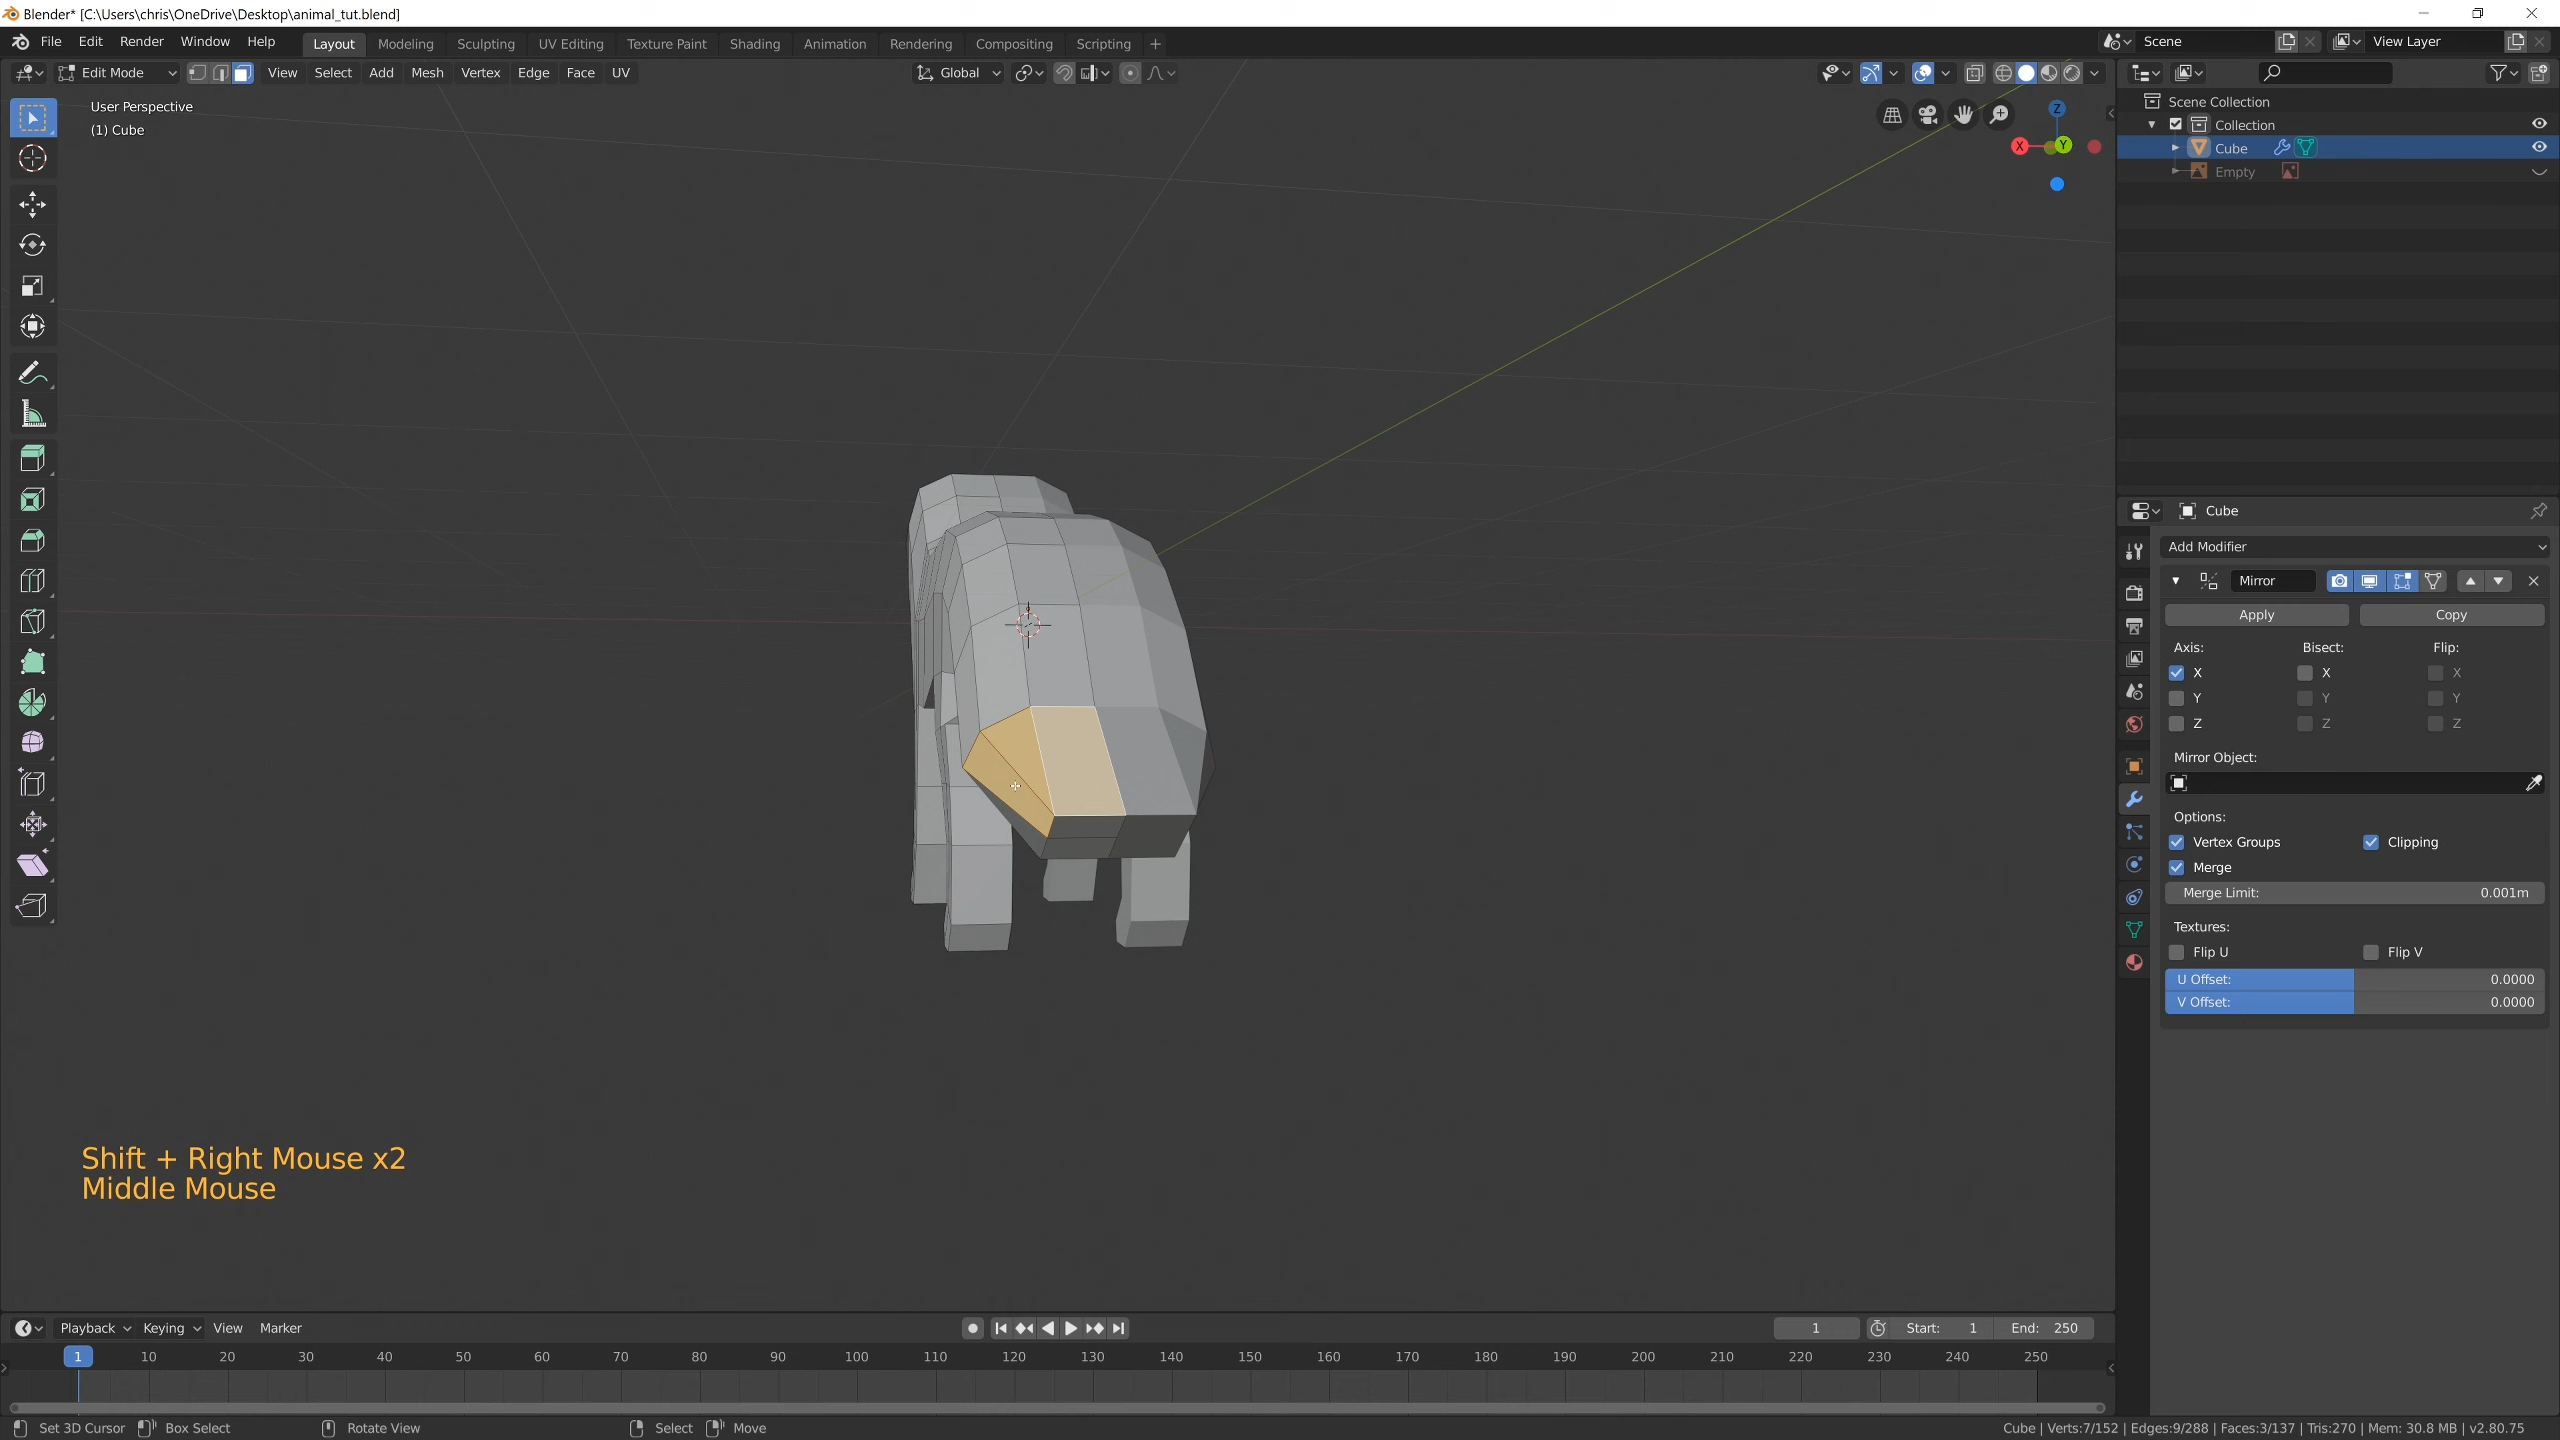 Blender* [C:\Users\chris\OneDrive\Desktop\animal_tut.blend]
File Edit Render Window Help Layout Modeling Sculpting UV Editing Texture Paint Shading Animation Rendering Compositing Scripting + Scene View Layer
Edit Mode View Select Add Mesh Vertex Edge Face UV Global
User Perspective
(1) Cube
Z
X Y
Scene Collection
Collection
Cube
Empty
Cube
Add Modifier
Mirror
Apply Copy
Axis: Bisect: Flip:
X X X
Y Y Y
Z Z Z
Mirror Object:
Options:
Vertex Groups Clipping
Merge
Merge Limit: 0.001m
Textures:
Flip U Flip V
U Offset: 0.0000
V Offset: 0.0000
Shift + Right Mouse x2
Middle Mouse
Playback Keying View Marker 1 Start: 1 End: 250
1 10 20 30 40 50 60 70 80 90 100 110 120 130 140 150 160 170 180 190 200 210 220 230 240 250
Set 3D Cursor Box Select Rotate View Select Move Cube | Verts:7/152 | Edges:9/288 | Faces:3/137 | Tris:270 | Mem: 30.8 MB | v2.80.75